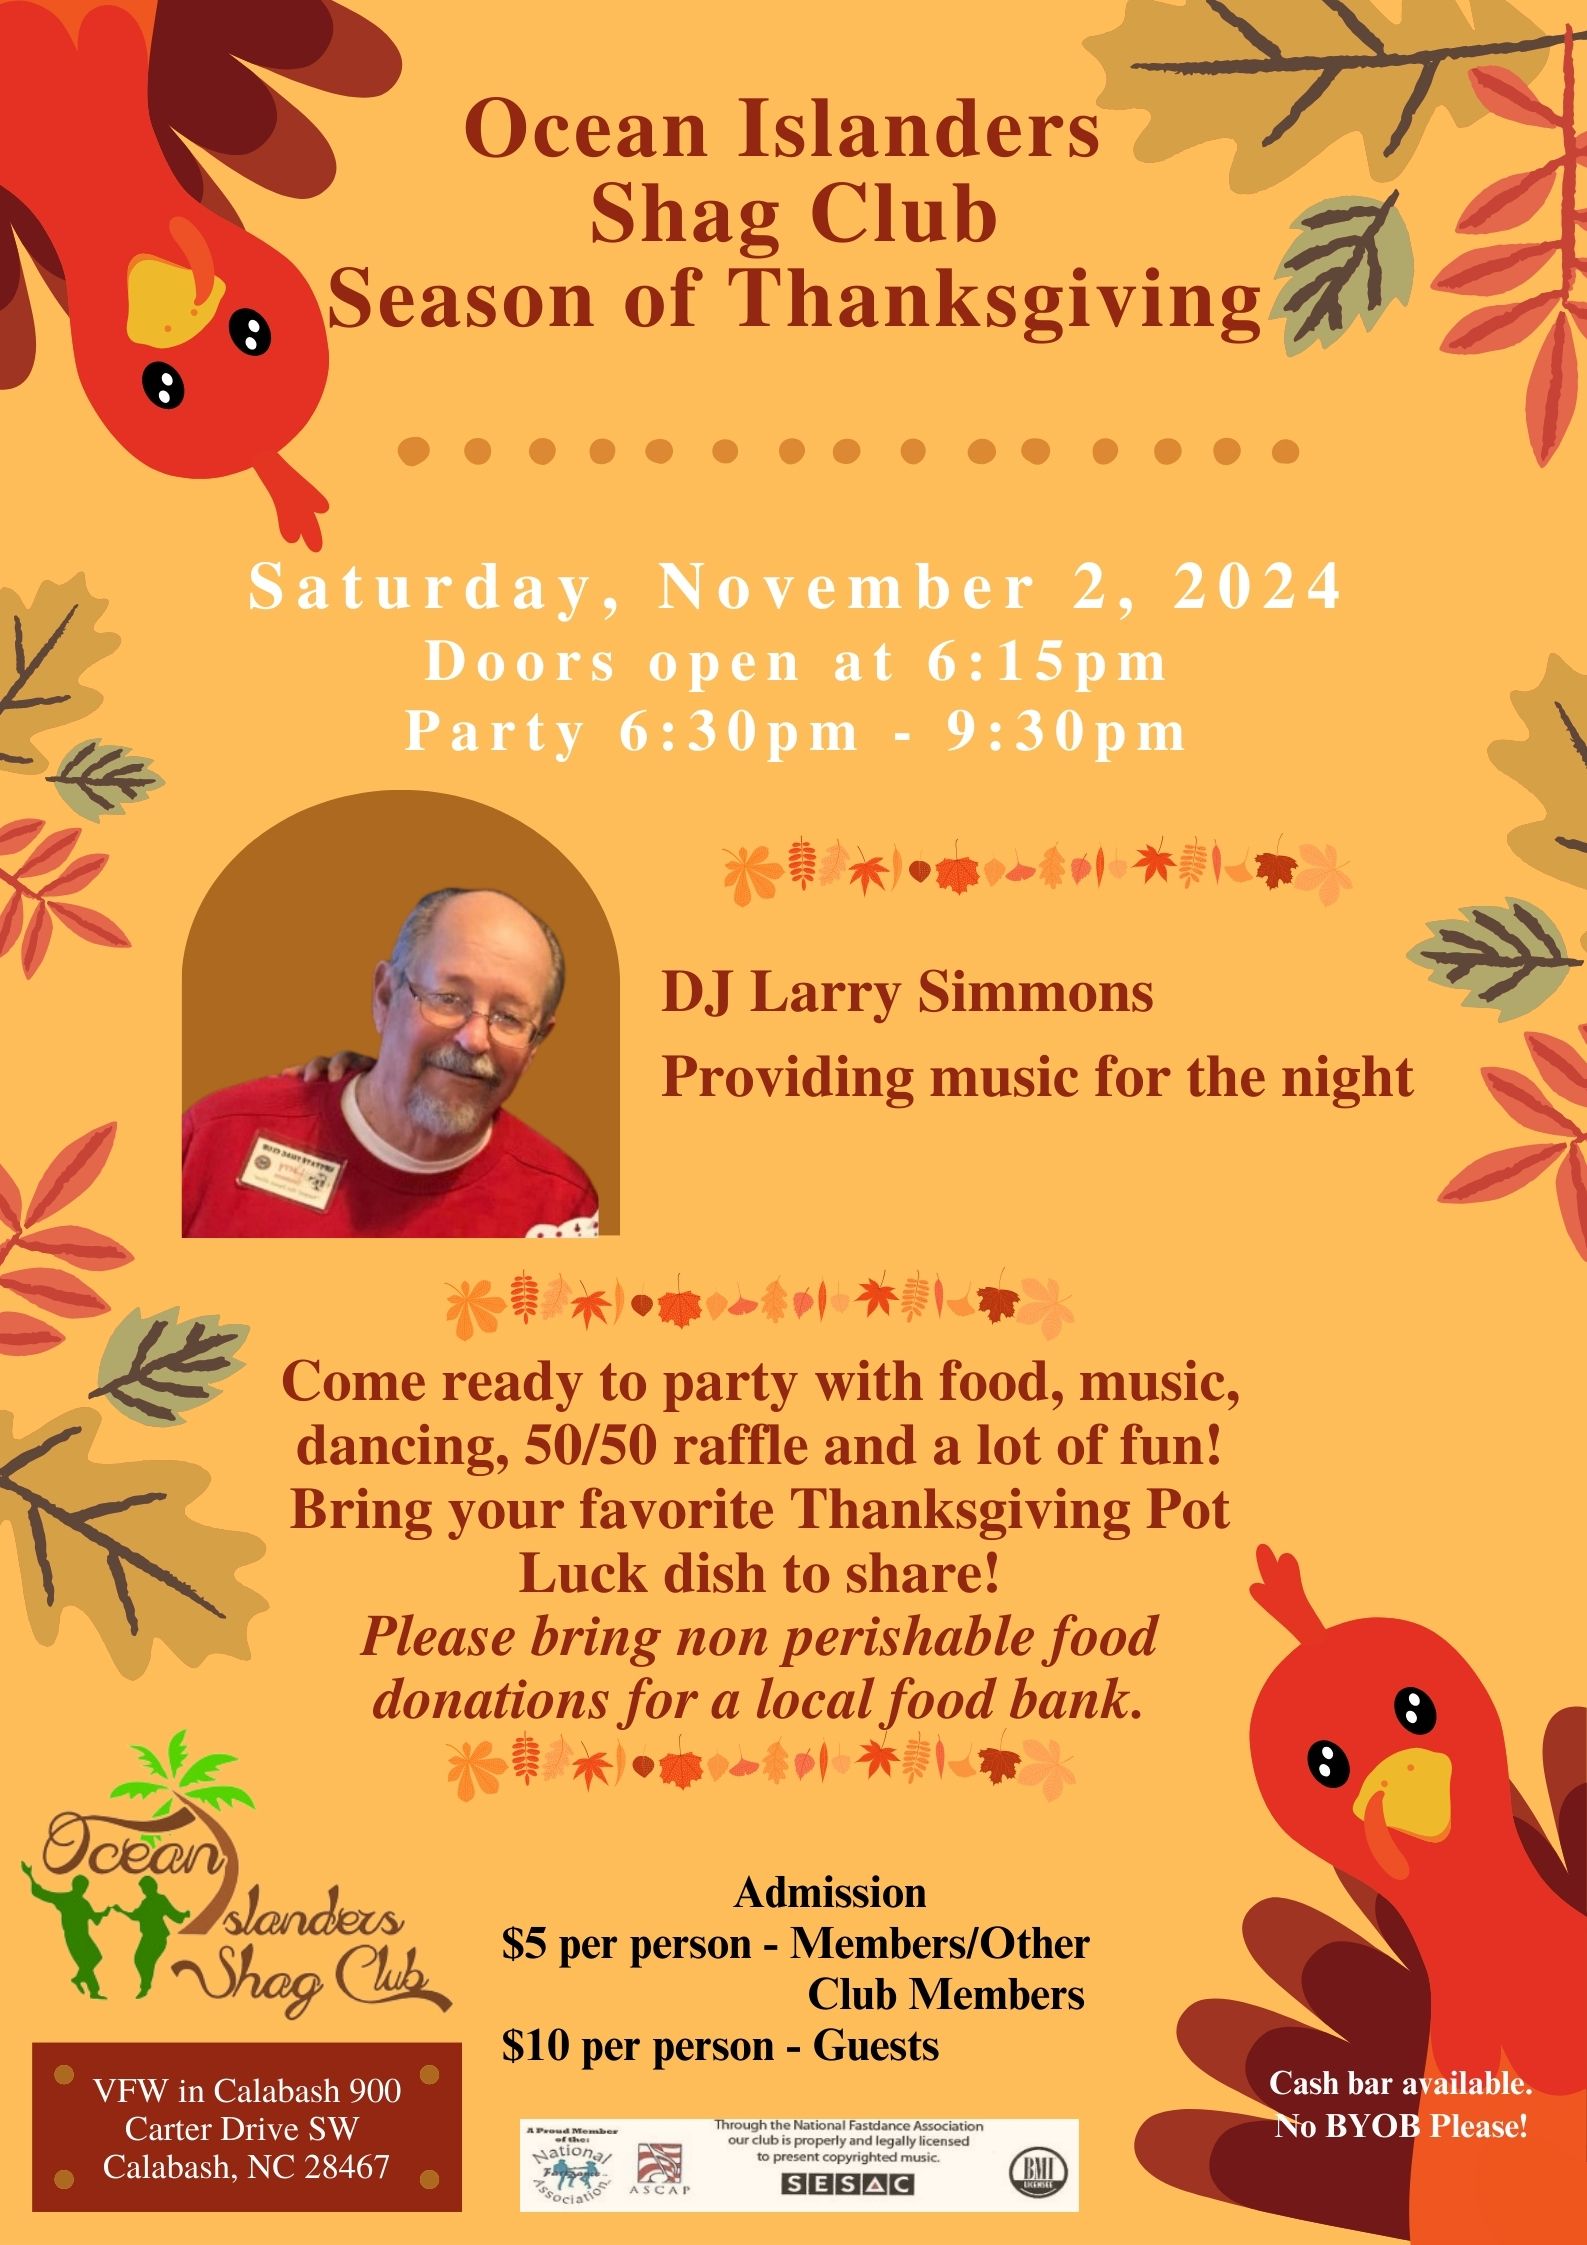 Ocean Islanders
Shag Club
Season of Thanksgiving
Saturday, November 2, 2024
Doors open at 6:15pm
Party 6:30pm - 9:30pm
DJ Larry Simmons
Providing music for the night
Come ready to party with food, music,
dancing, 50/50 raffle and a lot of fun!
Bring your favorite Thanksgiving Pot
Luck dish to share!
Please bring non perishable food
donations for a local food bank.
Ocean
Islanders
Shag Club
Admission
$5 per person - Members/Other
Club Members
$10 per person - Guests
VFW in Calabash 900
Carter Drive SW
Calabash, NC 28467
Cash bar available.
No BYOB Please!
A Proud Member
of the:
National
Fastdance
Association
ASCAP
Through the National Fastdance Association
our club is properly and legally licensed
to present copyrighted music.
SESAC
BMI
LICENSEE